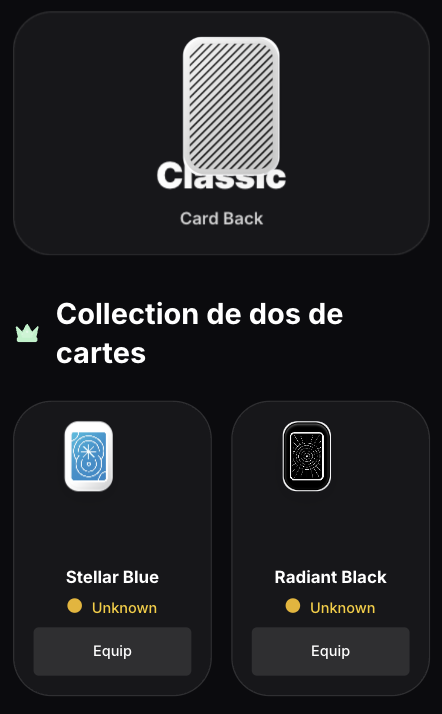 Classic
Card Back
Collection de dos de
cartes
Stellar Blue
Radiant Black
Unknown
Unknown
Equip
Equip